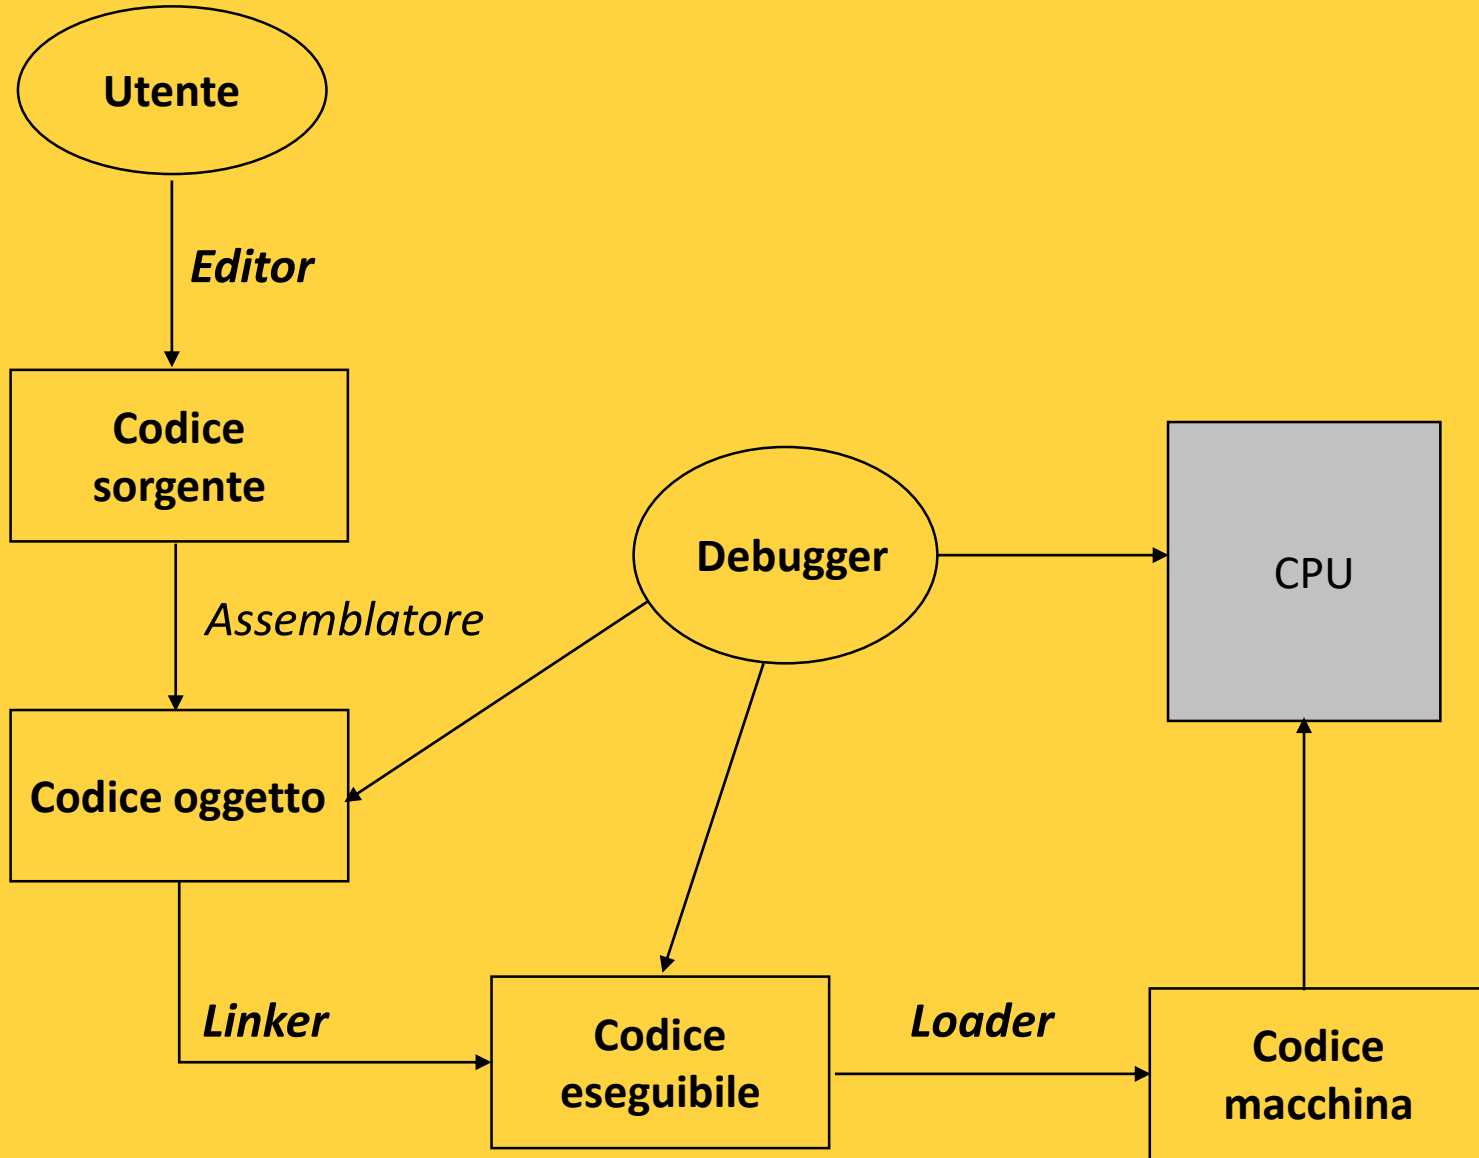 Utente
Editor
Codice
sorgente
Debugger
CPU
Assemblatore
Codice oggetto
Linker
Codice
eseguibile
Loader
Codice
macchina